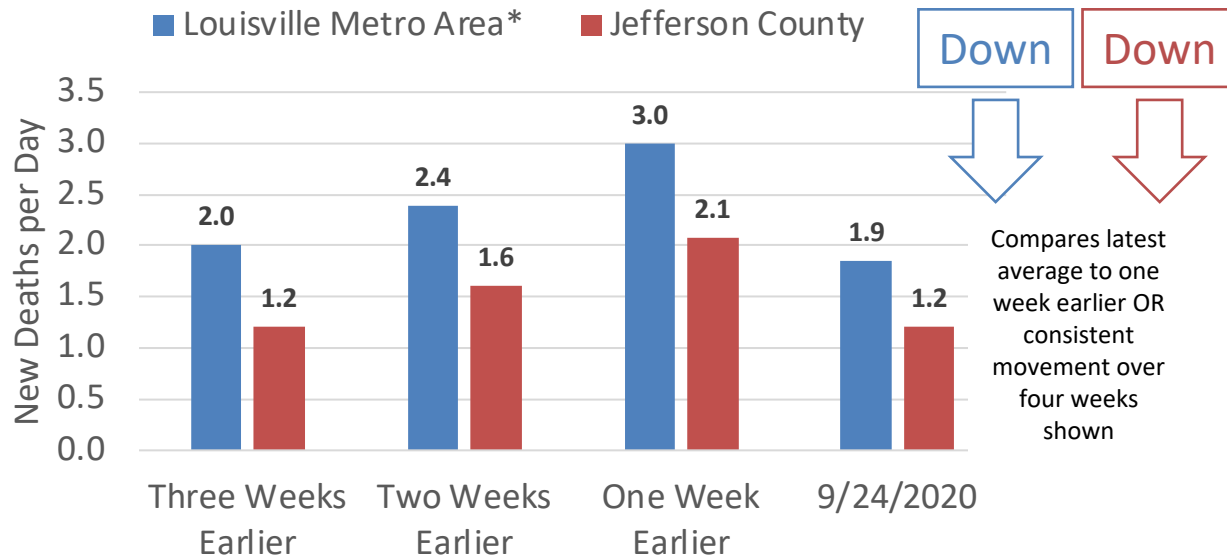 Louisville Metro Area*
Jefferson County
Down
Down
New Deaths per Day
3.5
3.0
2.5
2.0
1.5
1.0
0.5
0.0
2.0
1.2
2.4
1.6
3.0
2.1
1.9
1.2
Three Weeks
Earlier
Two Weeks
Earlier
One Week
Earlier
9/24/2020
Compares latest
average to one
week earlier OR
consistent
movement over
four weeks
shown